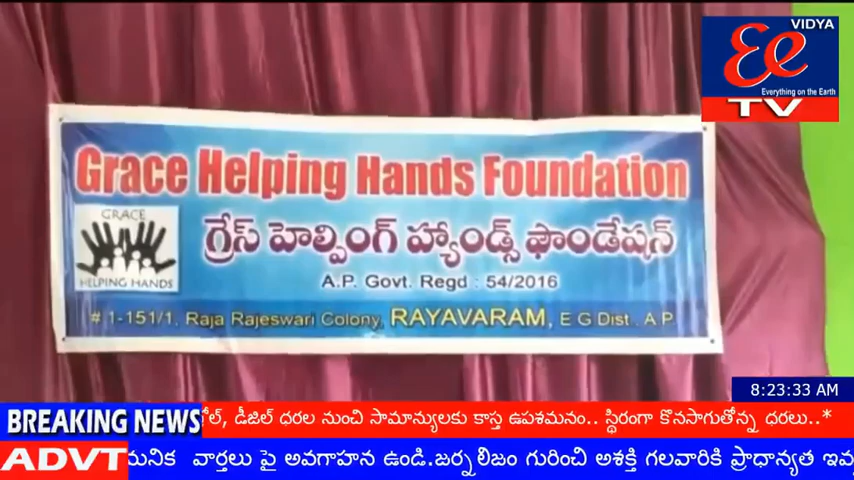 VIDYA
Ee
Everything on the Earth
TV
Grace Helping Hands Foundation
గ్రేస్ హెల్పింగ్ హ్యాండ్స్ ఫౌండేషన్
GRACE
HELPING HANDS
A.P. Govt. Regd : 54/2016
# 1-151/1, Raja Rajeswari Colony, RAYAVARAM, E G Dist. A P
8:23:33 AM
BREAKING NEWS
డీజిల్ ధరల నుంచి సామాన్యులకు కాస్త ఉపశమనం.. స్థిరంగా కొనసాగుతోన్న ధరలు..*
ADVT
వార్తలు పై అవగాహన ఉండి.జర్నలిజం గురించి అశక్తి గలవారికి ప్రాధాన్యత